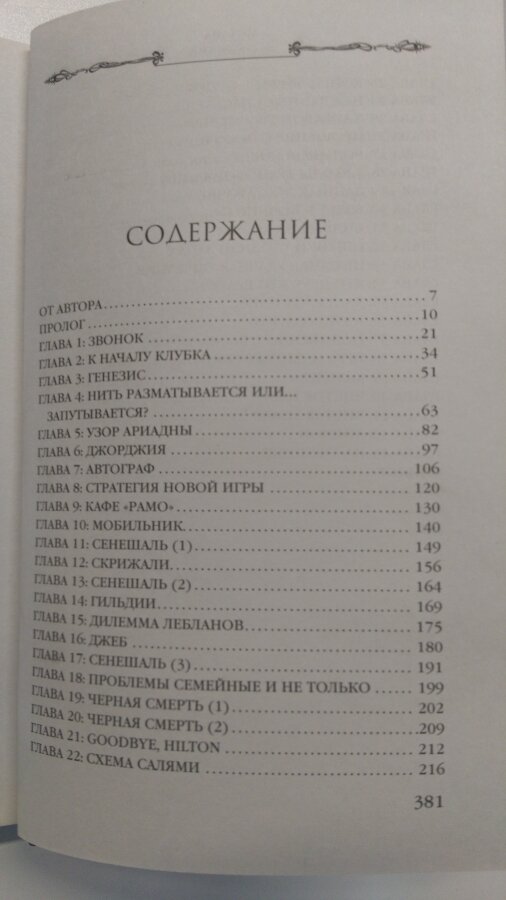 СОДЕРЖАНИЕ
ОТ АВТОРА 7
ПРОЛОГ 10
ГЛАВА 1: ЗВОНОК 21
ГЛАВА 2: К НАЧАЛУ КЛУБКА 34
ГЛАВА 3: ГЕНЕЗИС 51
ГЛАВА 4: НИТЬ РАЗМАТЫВАЕТСЯ ИЛИ...
ЗАПУТЫВАЕТСЯ? 63
ГЛАВА 5: УЗОР АРИАДНЫ 82
ГЛАВА 6: ДЖОРДЖИЯ 97
ГЛАВА 7: АВТОГРАФ 106
ГЛАВА 8: СТРАТЕГИЯ НОВОЙ ИГРЫ 120
ГЛАВА 9: КАФЕ «РАМО» 130
ГЛАВА 10: МОБИЛЬНИК 140
ГЛАВА 11: СЕНЕШАЛЬ (1) 149
ГЛАВА 12: СКРИЖАЛИ 156
ГЛАВА 13: СЕНЕШАЛЬ (2) 164
ГЛАВА 14: ГИЛЬДИИ 169
ГЛАВА 15: ДИЛЕММА ЛЕБЛАНОВ 175
ГЛАВА 16: ДЖЕБ 180
ГЛАВА 17: СЕНЕШАЛЬ (3) 191
ГЛАВА 18: ПРОБЛЕМЫ СЕМЕЙНЫЕ И НЕ ТОЛЬКО 199
ГЛАВА 19: ЧЕРНАЯ СМЕРТЬ (1) 202
ГЛАВА 20: ЧЕРНАЯ СМЕРТЬ (2) 209
ГЛАВА 21: GOODBYE, HILTON 212
ГЛАВА 22: СХЕМА САЛЯМИ 216
381